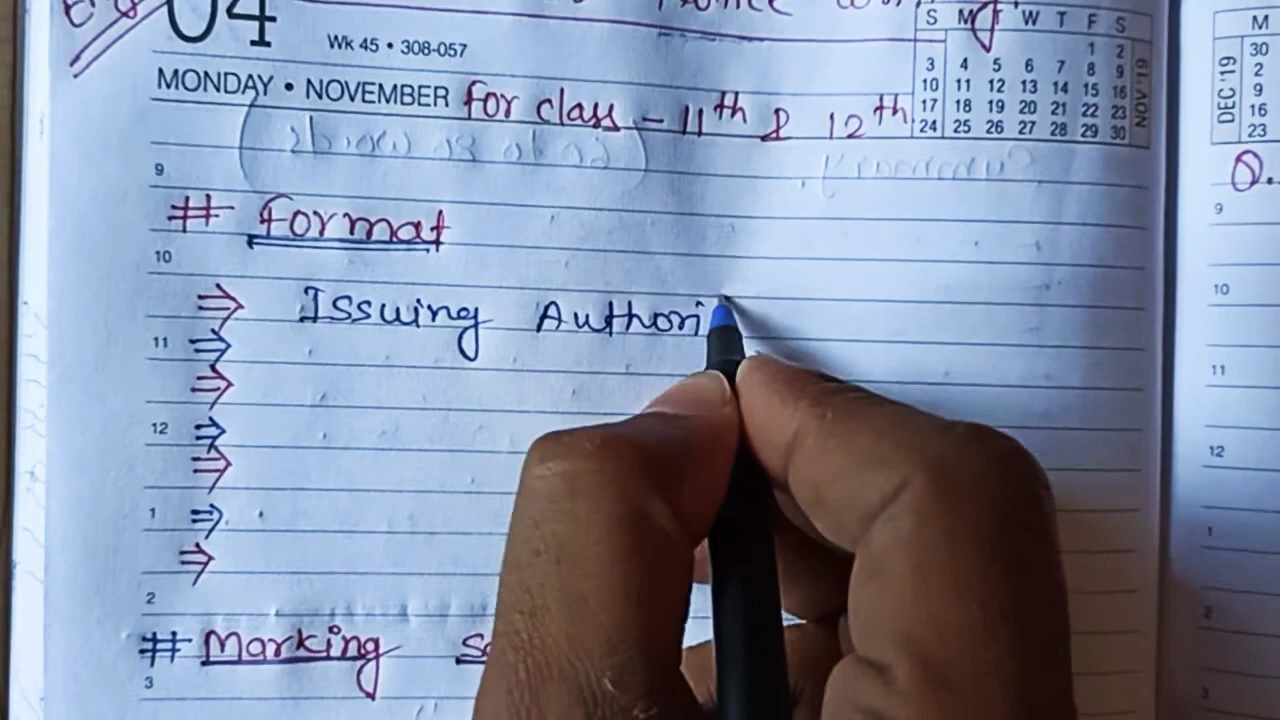 04
Wk 45 • 308-057
MONDAY • NOVEMBER for class - 11th & 12th
S M T W T F S
1 2
3 4 5 6 7 8 9
10 11 12 13 14 15 16
17 18 19 20 21 22 23
24 25 26 27 28 29 30
NOV '19
9
# Format
10
⇒ Issuing Authori
11 ⇒
⇒
12 ⇒
⇒
1 ⇒
⇒
2
# Marking
3
DEC '19
M
30
2
9
16
23
Q.
9
10
11
12
1
2
3